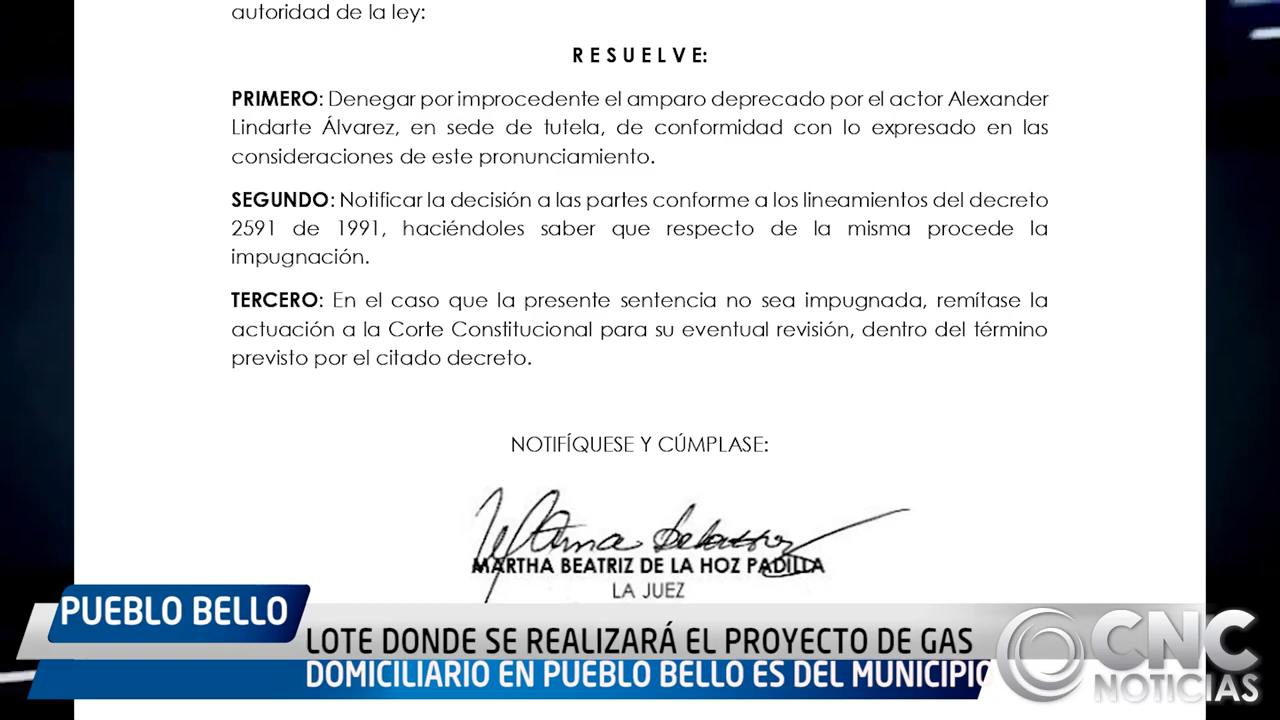 autoridad de la ley:
R E S U E L V E:
PRIMERO: Denegar por improcedente el amparo deprecado por el actor Alexander
Lindarte Álvarez, en sede de tutela, de conformidad con lo expresado en las
consideraciones de este pronunciamiento.
SEGUNDO: Notificar la decisión a las partes conforme a los lineamientos del decreto
2591 de 1991, haciéndoles saber que respecto de la misma procede la
impugnación.
TERCERO: En el caso que la presente sentencia no sea impugnada, remítase la
actuación a la Corte Constitucional para su eventual revisión, dentro del término
previsto por el citado decreto.
NOTIFÍQUESE Y CÚMPLASE:
MARTHA BEATRIZ DE LA HOZ PADILLA
LA JUEZ
PUEBLO BELLO
LOTE DONDE SE REALIZARÁ EL PROYECTO DE GAS
DOMICILIARIO EN PUEBLO BELLO ES DEL MUNICIPIO
CNC
NOTICIAS